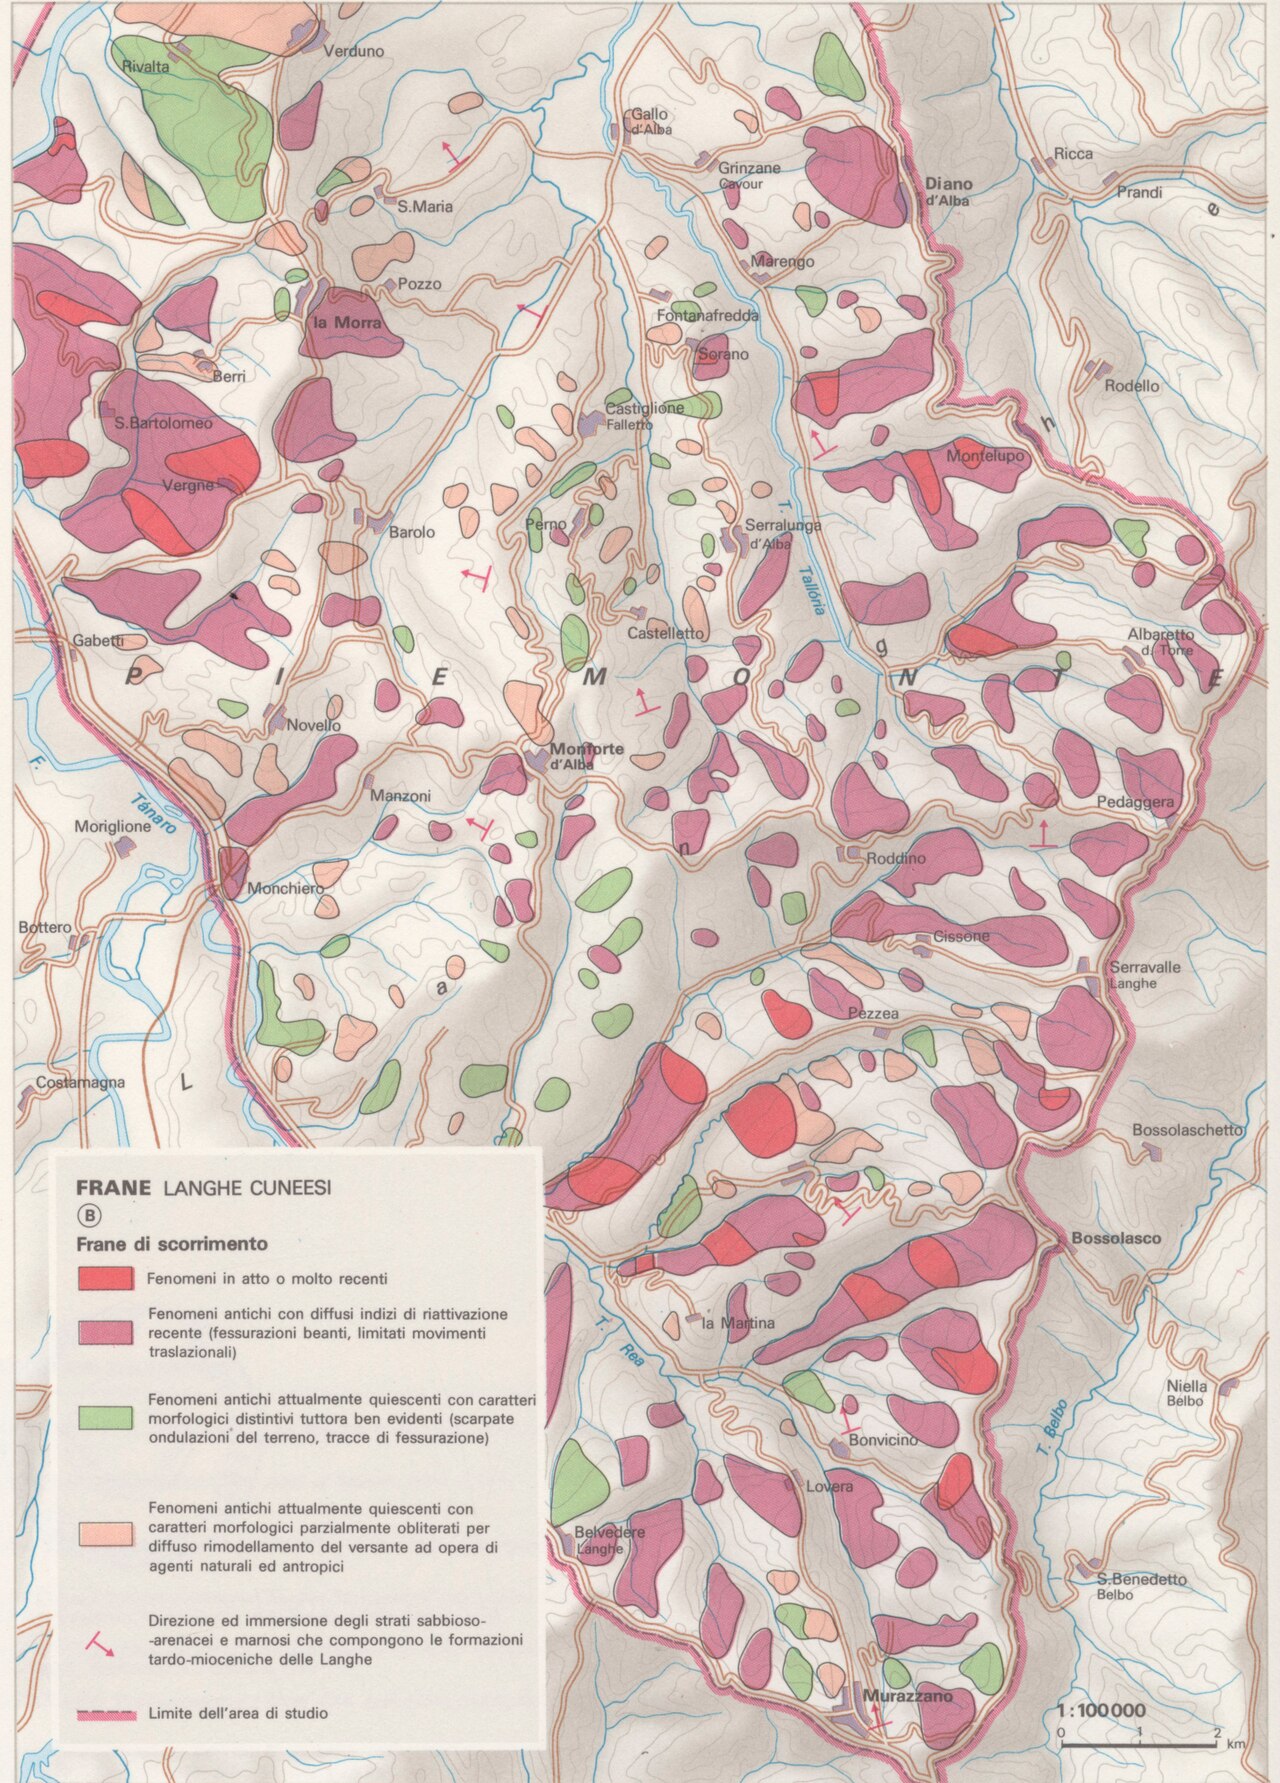 Verduno
Rivalta
Gallo
d'Alba
Grinzane
Cavour
Ricca
Prandi
Diano
d'Alba
e
S.Maria
Marengo
Pozzo
la Morra
Fontanafredda
Sorano
Berri
Rodello
S.Bartolomeo
Castiglione
Falletto
h
Montelupo
Vergne
Barolo
Perno
Serralunga
d'Alba
T.
Tallória
Castelletto
Gabetti
Albaretto
d. Torre
g
P I E M O N T E
Novello
Monforte
d'Alba
F.
Tánaro
Manzoni
Pedaggera
Moriglione
n
Roddino
Monchiero
Bottero
Cissone
Serravalle
Langhe
a
Pezzea
Costamagna
L
Bossolaschetto
Bossolasco
la Martina
T.
Rea
Niella
Belbo
T. Belbo
Bonvicino
Lovera
Belvedere
Langhe
S.Benedetto
Belbo
Murazzano
FRANE LANGHE CUNEESI
B
Frane di scorrimento
Fenomeni in atto o molto recenti
Fenomeni antichi con diffusi indizi di riattivazione
recente (fessurazioni beanti, limitati movimenti
traslazionali)
Fenomeni antichi attualmente quiescenti con caratteri
morfologici distintivi tuttora ben evidenti (scarpate
ondulazioni del terreno, tracce di fessurazione)
Fenomeni antichi attualmente quiescenti con
caratteri morfologici parzialmente obliterati per
diffuso rimodellamento del versante ad opera di
agenti naturali ed antropici
Direzione ed immersione degli strati sabbioso-
-arenacei e marnosi che compongono le formazioni
tardo-mioceniche delle Langhe
Limite dell'area di studio
1:100000
0 1 2 km